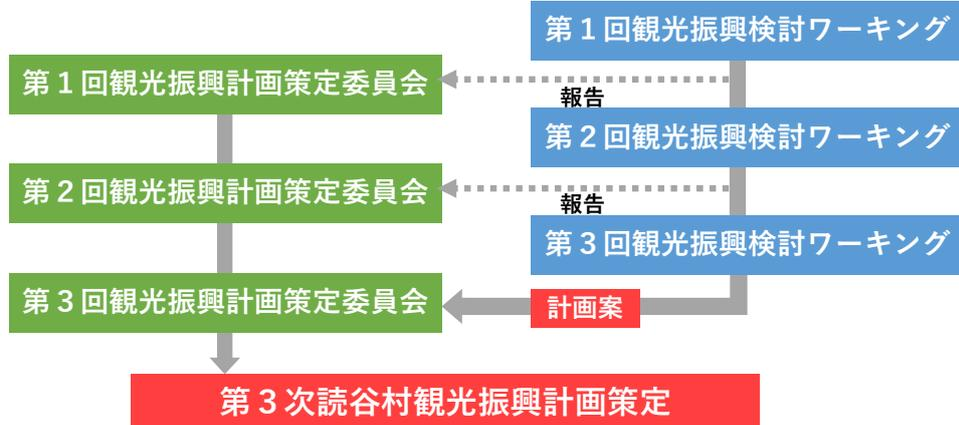 第１回観光振興検討ワーキング
第１回観光振興計画策定委員会
報告
第２回観光振興検討ワーキング
第２回観光振興計画策定委員会
報告
第３回観光振興検討ワーキング
第３回観光振興計画策定委員会
計画案
第３次読谷村観光振興計画策定